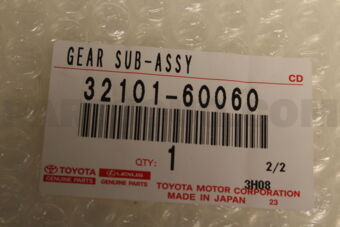 GEAR SUB-ASSY
CD
32101-60060
QTY:
1
2/2
TOYOTA
GENUINE PARTS
LEXUS
GENUINE PARTS
3H08
TOYOTA MOTOR CORPORATION
MADE IN JAPAN
23